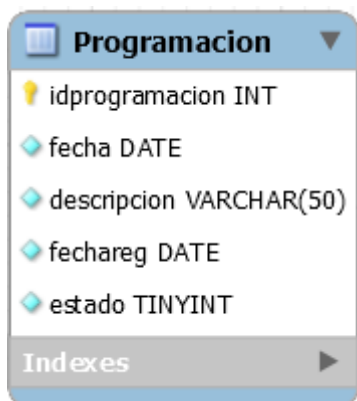 Programacion
idprogramacion INT
fecha DATE
descripcion VARCHAR(50)
fechareg DATE
estado TINYINT
Indexes